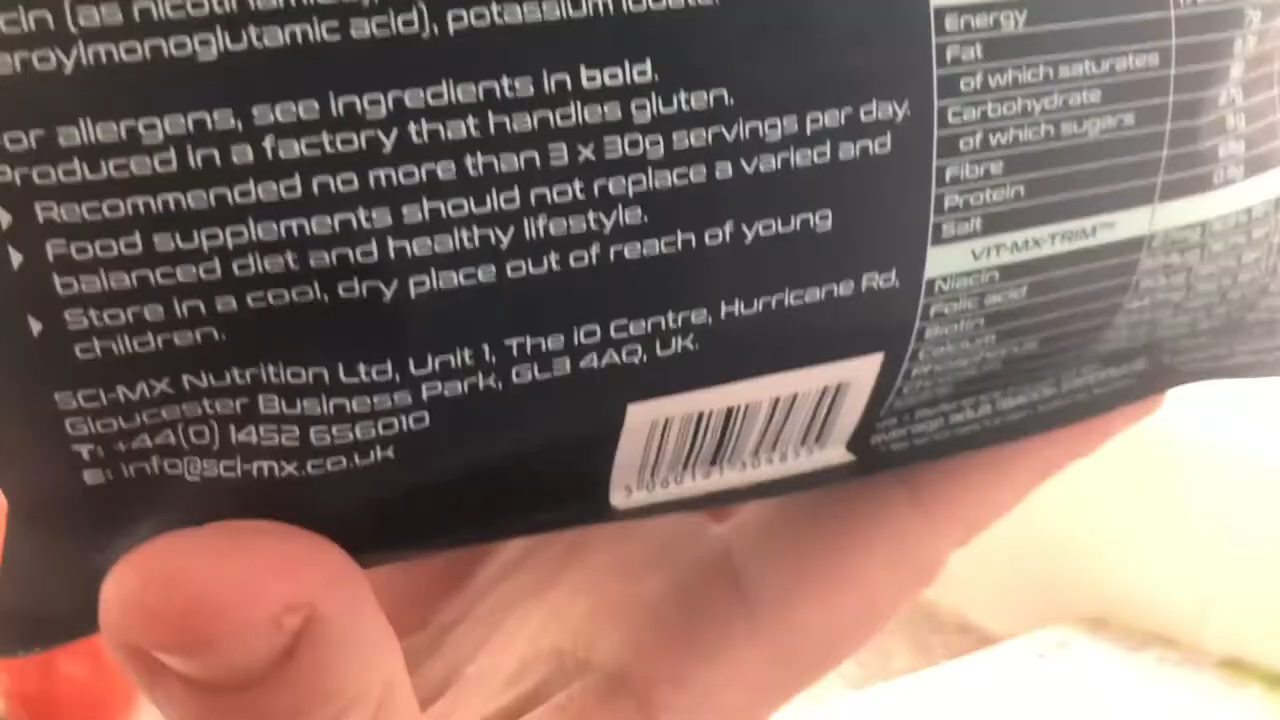 cin (as nicotinamide),
eroylmonoglutamic acid), potassium iodate.
or allergens, see ingredients in bold.
Produced in a factory that handles gluten.
Recommended no more than 3 x 30g servings per day.
Food supplements should not replace a varied and
balanced diet and healthy lifestyle.
Store in a cool, dry place out of reach of young
children.
SCI-MX Nutrition Ltd, Unit 1, The iO Centre, Hurricane Rd,
Gloucester Business Park, GL3 4AQ, UK.
T: +44(0) 1452 656010
E: info@sci-mx.co.uk
Energy
Fat
of which saturates
Carbohydrate
of which sugars
Fibre
Protein
Salt
VIT-MX-TRIM™
Niacin
Folic acid
Biotin
Calcium